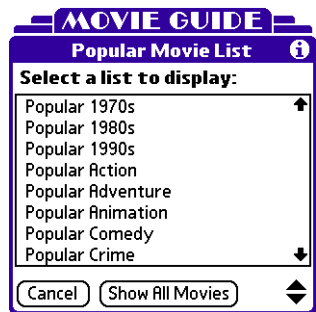 MOVIE GUIDE
Popular Movie List i
Select a list to display:
Popular 1970s
Popular 1980s
Popular 1990s
Popular Action
Popular Adventure
Popular Animation
Popular Comedy
Popular Crime
Cancel Show All Movies